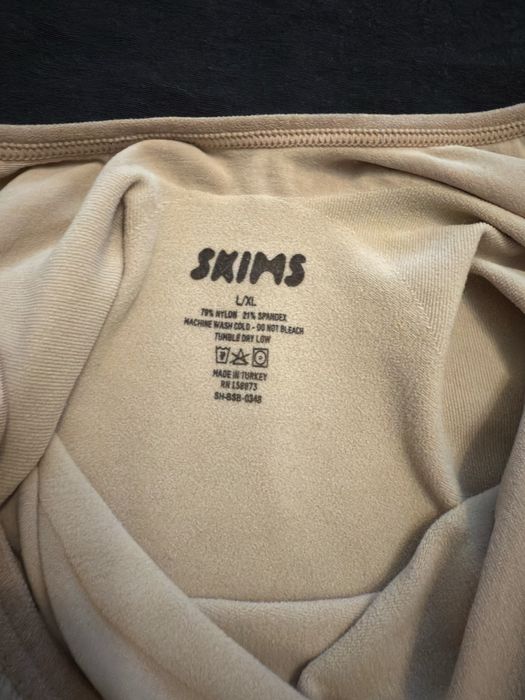 SKIMS
L/XL
79% NYLON 21% SPANDEX
MACHINE WASH COLD - DO NOT BLEACH
TUMBLE DRY LOW
MADE IN TURKEY
RN 158873
SH-BSB-0348